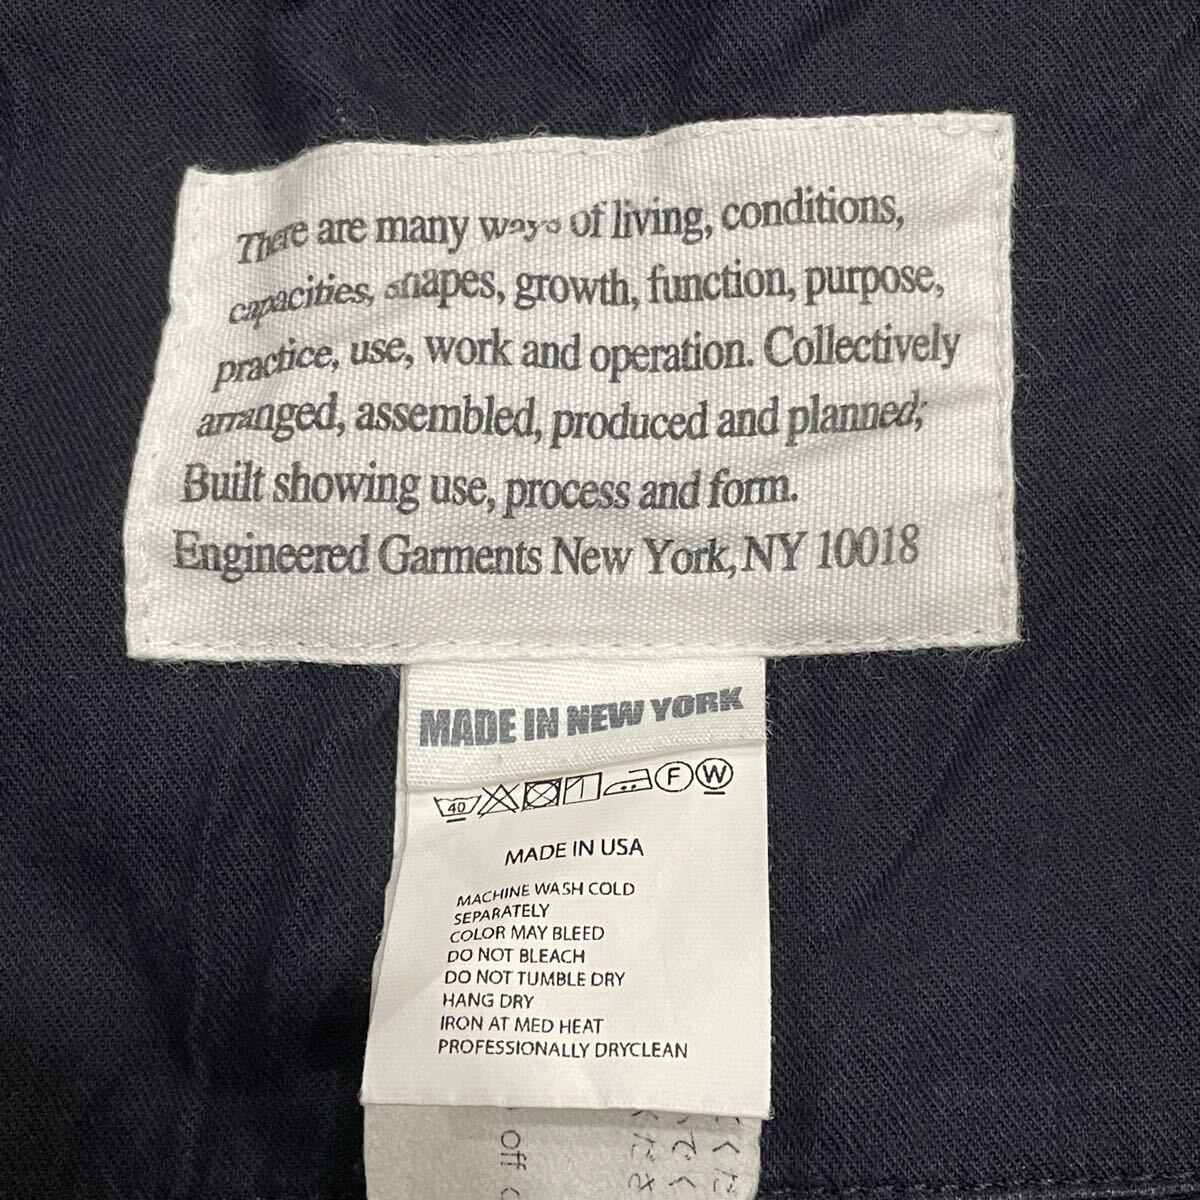 There are many ways of living, conditions,
capacities, shapes, growth, function, purpose,
practice, use, work and operation. Collectively
arranged, assembled, produced and planned;
Built showing use, process and form.
Engineered Garments New York, NY 10018
MADE IN NEW YORK
40 F W
MADE IN USA
MACHINE WASH COLD
SEPARATELY
COLOR MAY BLEED
DO NOT BLEACH
DO NOT TUMBLE DRY
HANG DRY
IRON AT MED HEAT
PROFESSIONALLY DRYCLEAN
off